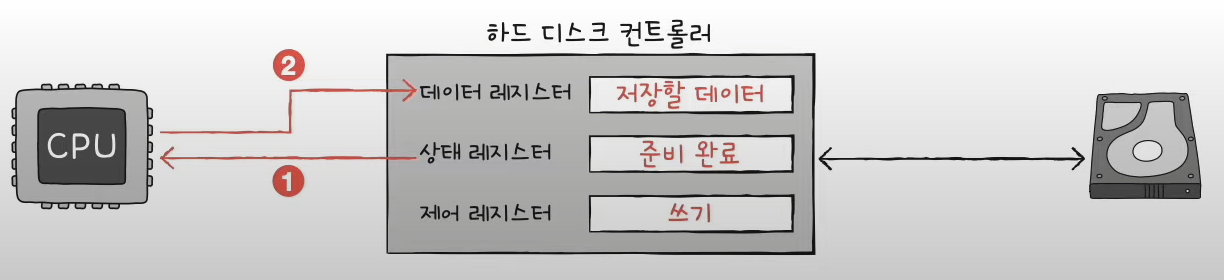 하드 디스크 컨트롤러
2
데이터 레지스터
저장할 데이터
CPU
상태 레지스터
준비 완료
1
제어 레지스터
쓰기